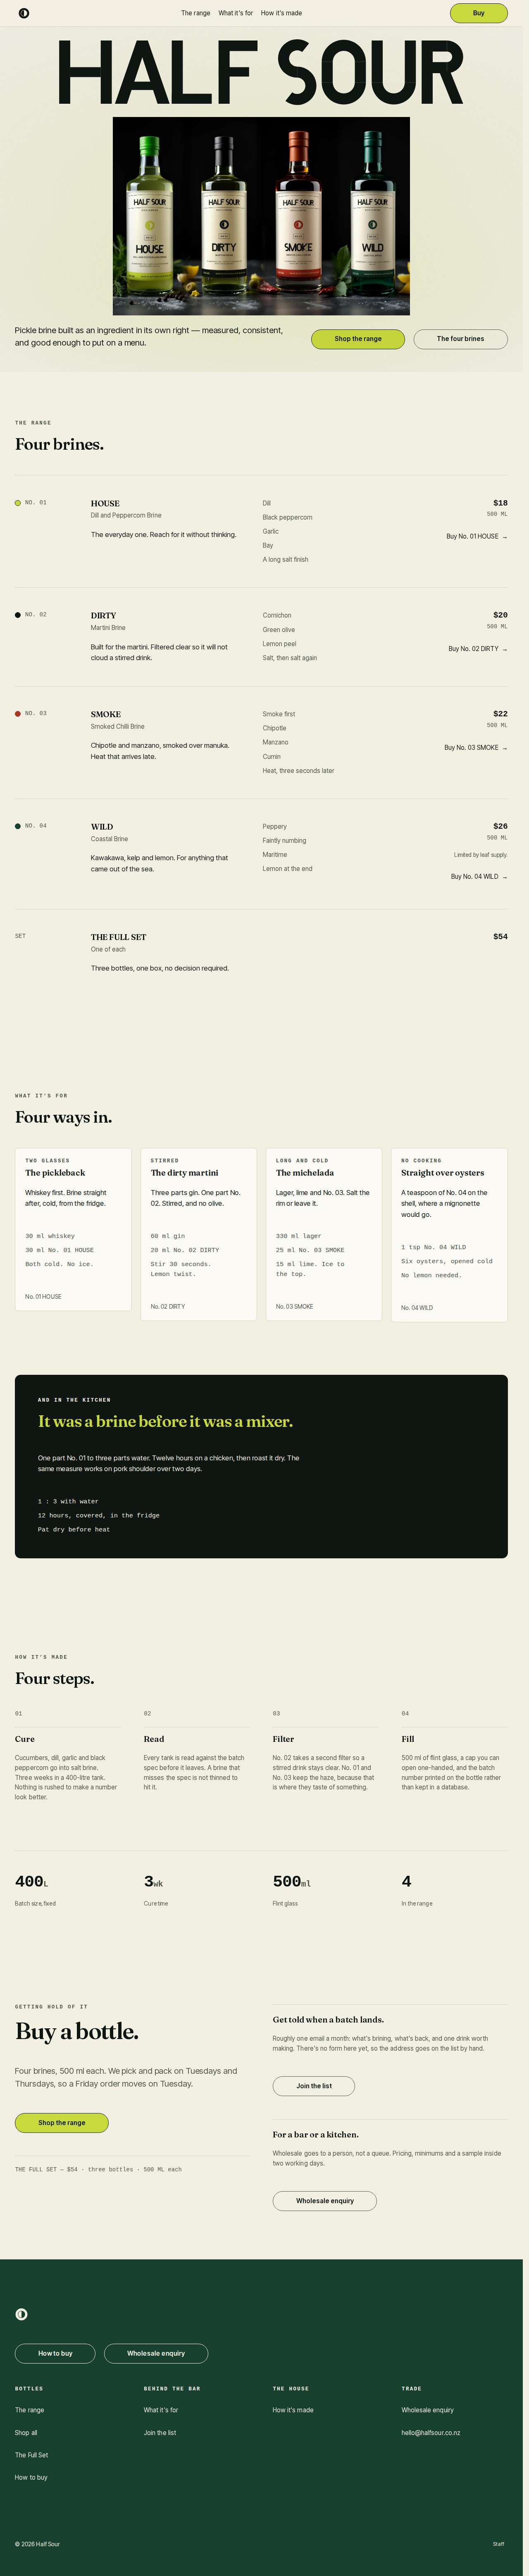 The range
What it's for
How it's made
Buy
HALF SOUR
HALF SOUR
HOUSE
HALF SOUR
DIRTY
HALF SOUR
SMOKE
HALF SOUR
WILD
Pickle brine built as an ingredient in its own right — measured, consistent,
and good enough to put on a menu.
Shop the range
The four brines
THE RANGE
Four brines.
NO. 01
HOUSE
Dill and Peppercorn Brine
The everyday one. Reach for it without thinking.
Dill
Black peppercorn
Garlic
Bay
A long salt finish
$18
500 ML
Buy No. 01 HOUSE →
NO. 02
DIRTY
Martini Brine
Built for the martini. Filtered clear so it will not
cloud a stirred drink.
Cornichon
Green olive
Lemon peel
Salt, then salt again
$20
500 ML
Buy No. 02 DIRTY →
NO. 03
SMOKE
Smoked Chilli Brine
Chipotle and manzano, smoked over manuka.
Heat that arrives late.
Smoke first
Chipotle
Manzano
Cumin
Heat, three seconds later
$22
500 ML
Buy No. 03 SMOKE →
NO. 04
WILD
Coastal Brine
Kawakawa, kelp and lemon. For anything that
came out of the sea.
Peppery
Faintly numbing
Maritime
Lemon at the end
$26
500 ML
Limited by leaf supply.
Buy No. 04 WILD →
SET
THE FULL SET
One of each
Three bottles, one box, no decision required.
$54
WHAT IT'S FOR
Four ways in.
TWO GLASSES
The pickleback
Whiskey first. Brine straight
after, cold, from the fridge.
30 ml whiskey
30 ml No. 01 HOUSE
Both cold. No ice.
No. 01 HOUSE
STIRRED
The dirty martini
Three parts gin. One part No.
02. Stirred, and no olive.
60 ml gin
20 ml No. 02 DIRTY
Stir 30 seconds.
Lemon twist.
No. 02 DIRTY
LONG AND COLD
The michelada
Lager, lime and No. 03. Salt the
rim or leave it.
330 ml lager
25 ml No. 03 SMOKE
15 ml lime. Ice to
the top.
No. 03 SMOKE
NO COOKING
Straight over oysters
A teaspoon of No. 04 on the
shell, where a mignonette
would go.
1 tsp No. 04 WILD
Six oysters, opened cold
No lemon needed.
No. 04 WILD
AND IN THE KITCHEN
It was a brine before it was a mixer.
One part No. 01 to three parts water. Twelve hours on a chicken, then roast it dry. The
same measure works on pork shoulder over two days.
1 : 3 with water
12 hours, covered, in the fridge
Pat dry before heat
HOW IT'S MADE
Four steps.
01
Cure
Cucumbers, dill, garlic and black
peppercorn go into salt brine.
Three weeks in a 400-litre tank.
Nothing is rushed to make a number
look better.
02
Read
Every tank is read against the batch
spec before it leaves. A brine that
misses the spec is not thinned to
hit it.
03
Filter
No. 02 takes a second filter so a
stirred drink stays clear. No. 01 and
No. 03 keep the haze, because that
is where they taste of something.
04
Fill
500 ml of flint glass, a cap you can
open one-handed, and the batch
number printed on the bottle rather
than kept in a database.
400L
Batch size, fixed
3wk
Cure time
500ml
Flint glass
4
In the range
GETTING HOLD OF IT
Buy a bottle.
Four brines, 500 ml each. We pick and pack on Tuesdays and
Thursdays, so a Friday order moves on Tuesday.
Shop the range
THE FULL SET — $54 · three bottles · 500 ML each
Get told when a batch lands.
Roughly one email a month: what's brining, what's back, and one drink worth
making. There's no form here yet, so the address goes on the list by hand.
Join the list
For a bar or a kitchen.
Wholesale goes to a person, not a queue. Pricing, minimums and a sample inside
two working days.
Wholesale enquiry
How to buy
Wholesale enquiry
BOTTLES
The range
Shop all
The Full Set
How to buy
BEHIND THE BAR
What it's for
Join the list
THE HOUSE
How it's made
TRADE
Wholesale enquiry
hello@halfsour.co.nz
© 2026 Half Sour
Staff